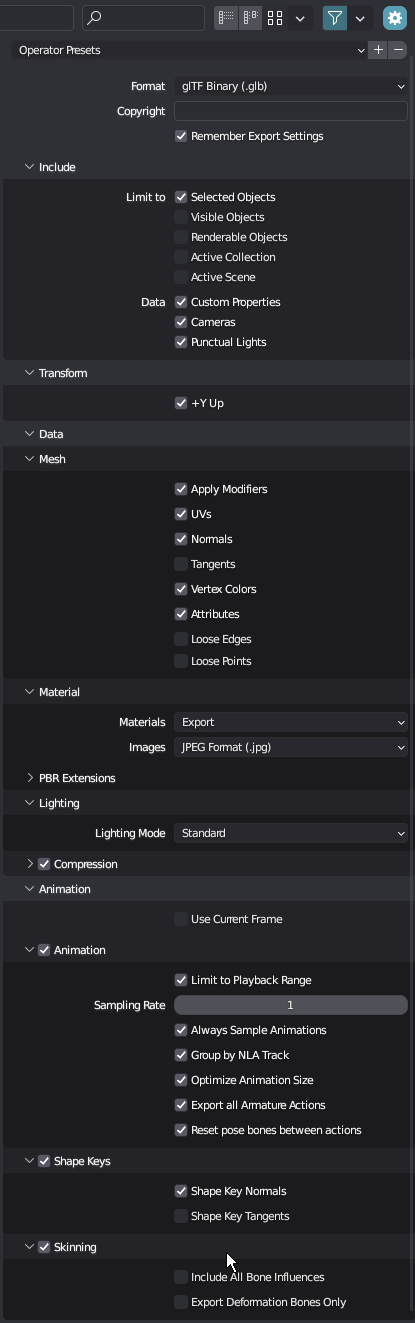 Operator Presets
Format glTF Binary (.glb)
Copyright
Remember Export Settings
Include
Limit to Selected Objects
Visible Objects
Renderable Objects
Active Collection
Active Scene
Data Custom Properties
Cameras
Punctual Lights
Transform
+Y Up
Data
Mesh
Apply Modifiers
UVs
Normals
Tangents
Vertex Colors
Attributes
Loose Edges
Loose Points
Material
Materials Export
Images JPEG Format (.jpg)
PBR Extensions
Lighting
Lighting Mode Standard
Compression
Animation
Use Current Frame
Animation
Limit to Playback Range
Sampling Rate 1
Always Sample Animations
Group by NLA Track
Optimize Animation Size
Export all Armature Actions
Reset pose bones between actions
Shape Keys
Shape Key Normals
Shape Key Tangents
Skinning
Include All Bone Influences
Export Deformation Bones Only